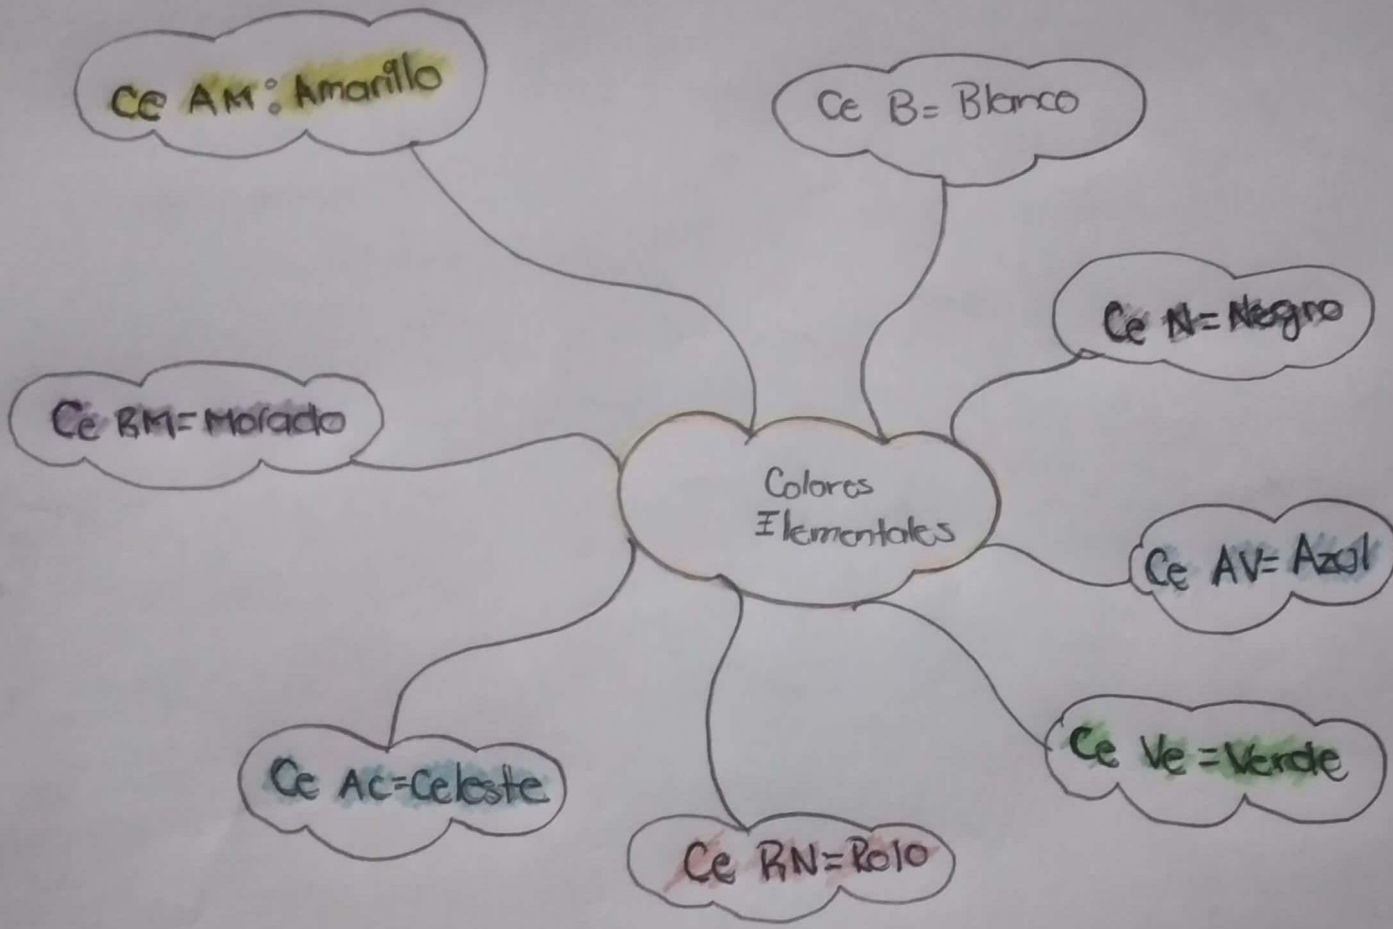 Ce AM: Amarillo
Ce B= Blanco
Ce N= Negro
Ce RM= Morado
Colores
Elementales
Ce AV= Azul
Ce Ve = Verde
Ce AC=Celeste
Ce RN= Rojo